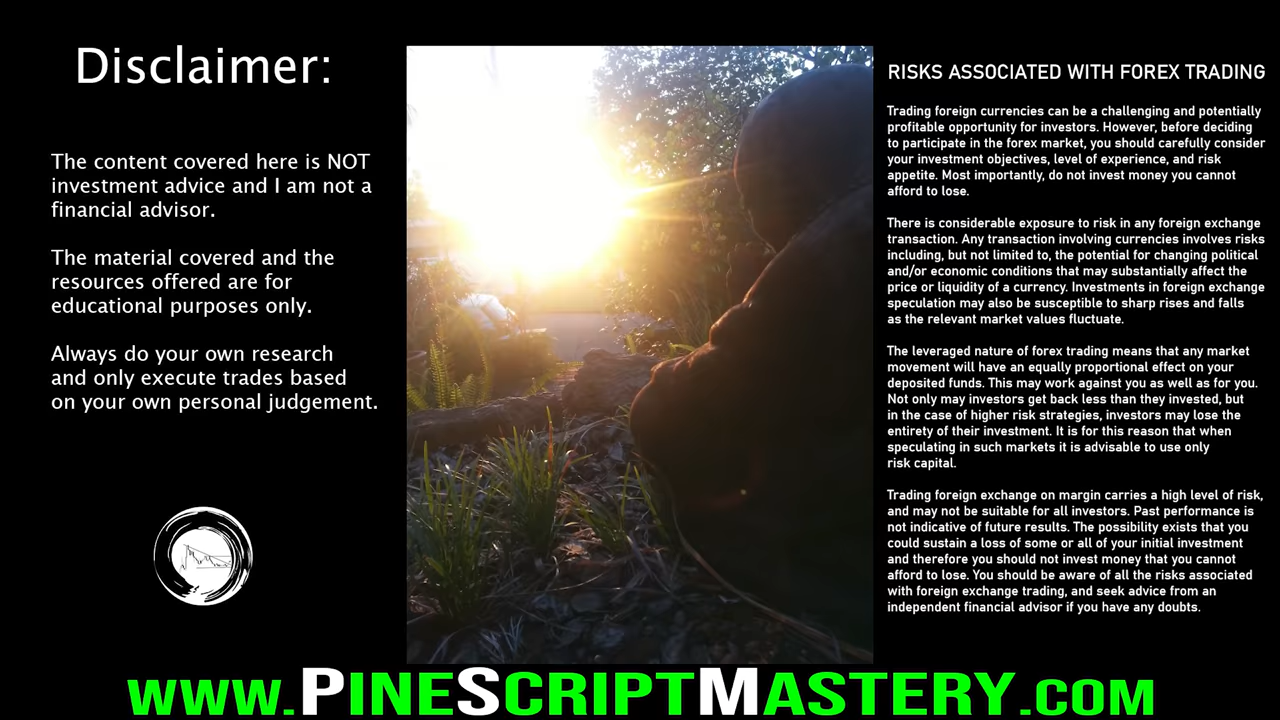 Disclaimer:
The content covered here is NOT
investment advice and I am not a
financial advisor.
The material covered and the
resources offered are for
educational purposes only.
Always do your own research
and only execute trades based
on your own personal judgement.
RISKS ASSOCIATED WITH FOREX TRADING
Trading foreign currencies can be a challenging and potentially
profitable opportunity for investors. However, before deciding
to participate in the forex market, you should carefully consider
your investment objectives, level of experience, and risk
appetite. Most importantly, do not invest money you cannot
afford to lose.
There is considerable exposure to risk in any foreign exchange
transaction. Any transaction involving currencies involves risks
including, but not limited to, the potential for changing political
and/or economic conditions that may substantially affect the
price or liquidity of a currency. Investments in foreign exchange
speculation may also be susceptible to sharp rises and falls
as the relevant market values fluctuate.
The leveraged nature of forex trading means that any market
movement will have an equally proportional effect on your
deposited funds. This may work against you as well as for you.
Not only may investors get back less than they invested, but
in the case of higher risk strategies, investors may lose the
entirety of their investment. It is for this reason that when
speculating in such markets it is advisable to use only
risk capital.
Trading foreign exchange on margin carries a high level of risk,
and may not be suitable for all investors. Past performance is
not indicative of future results. The possibility exists that you
could sustain a loss of some or all of your initial investment
and therefore you should not invest money that you cannot
afford to lose. You should be aware of all the risks associated
with foreign exchange trading, and seek advice from an
independent financial advisor if you have any doubts.
www.PineScriptMastery.com